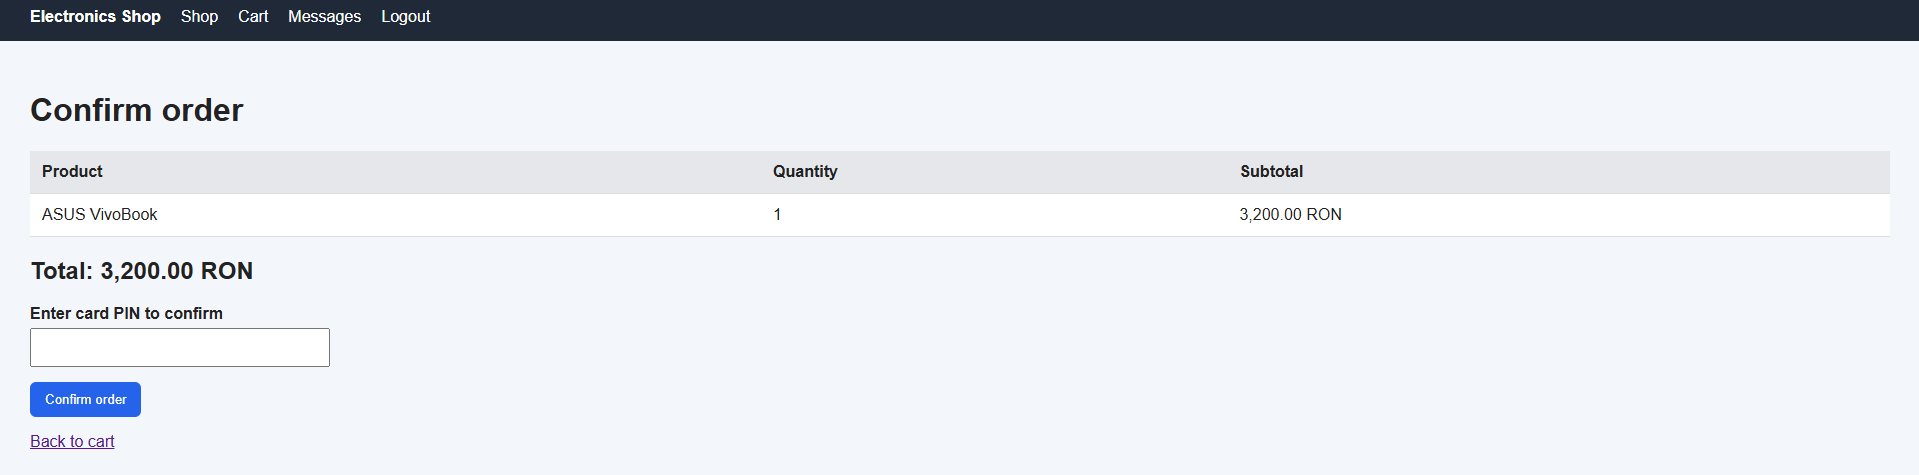 Electronics Shop Shop Cart Messages Logout
Confirm order
Product Quantity Subtotal
ASUS VivoBook 1 3,200.00 RON
Total: 3,200.00 RON
Enter card PIN to confirm
Confirm order
Back to cart